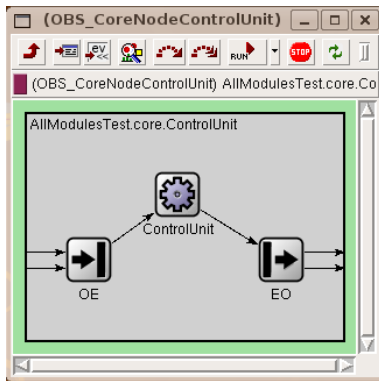 (OBS_CoreNodeControlUnit)
ev
<<
RUN
STOP
(OBS_CoreNodeControlUnit) AllModulesTest.core.Co
AllModulesTest.core.ControlUnit
ControlUnit
OE
EO